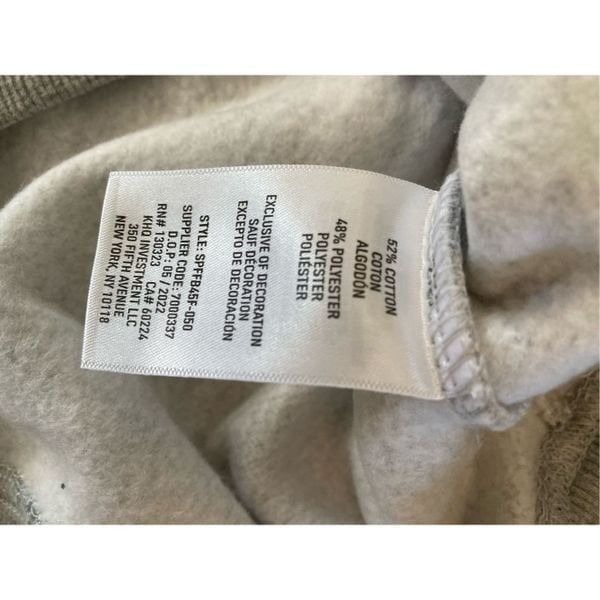 52% COTTON
COTON
ALGODÓN
48% POLYESTER
POLYESTER
POLIÉSTER
EXCLUSIVE OF DECORATION
SAUF DÉCORATION
EXCEPTO DE DECORACIÓN
STYLE: SPFFB45F-050
SUPPLIER CODE: 7000337
D.O.P: 06 / 2022
RN# 130323 CA# 60224
KHQ INVESTMENT LLC
350 FIFTH AVENUE
NEW YORK, NY 10118